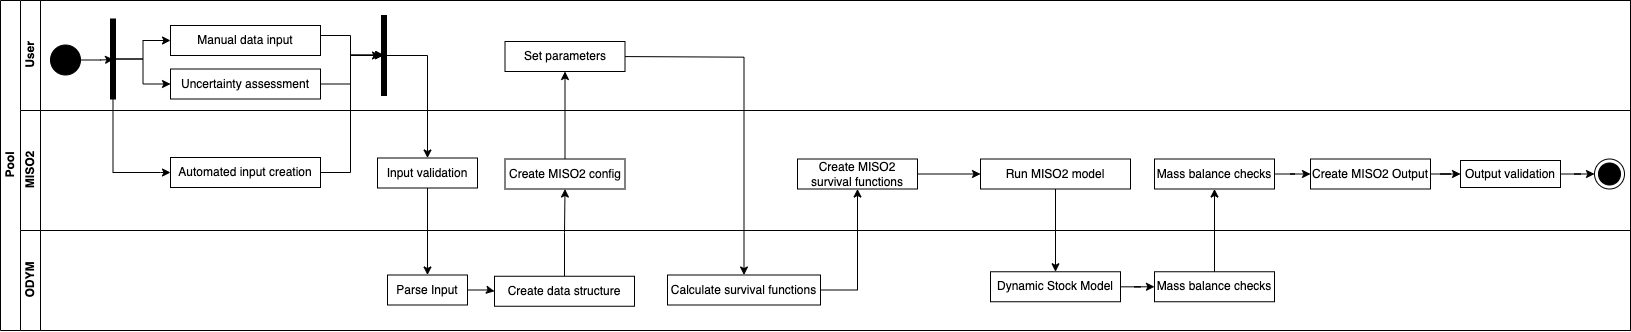 Pool
User
Manual data input
Uncertainty assessment
Set parameters
MISO2
Automated input creation
Input validation
Create MISO2 config
Create MISO2
survival functions
Run MISO2 model
Mass balance checks
Create MISO2 Output
Output validation
ODYM
Parse Input
Create data structure
Calculate survival functions
Dynamic Stock Model
Mass balance checks